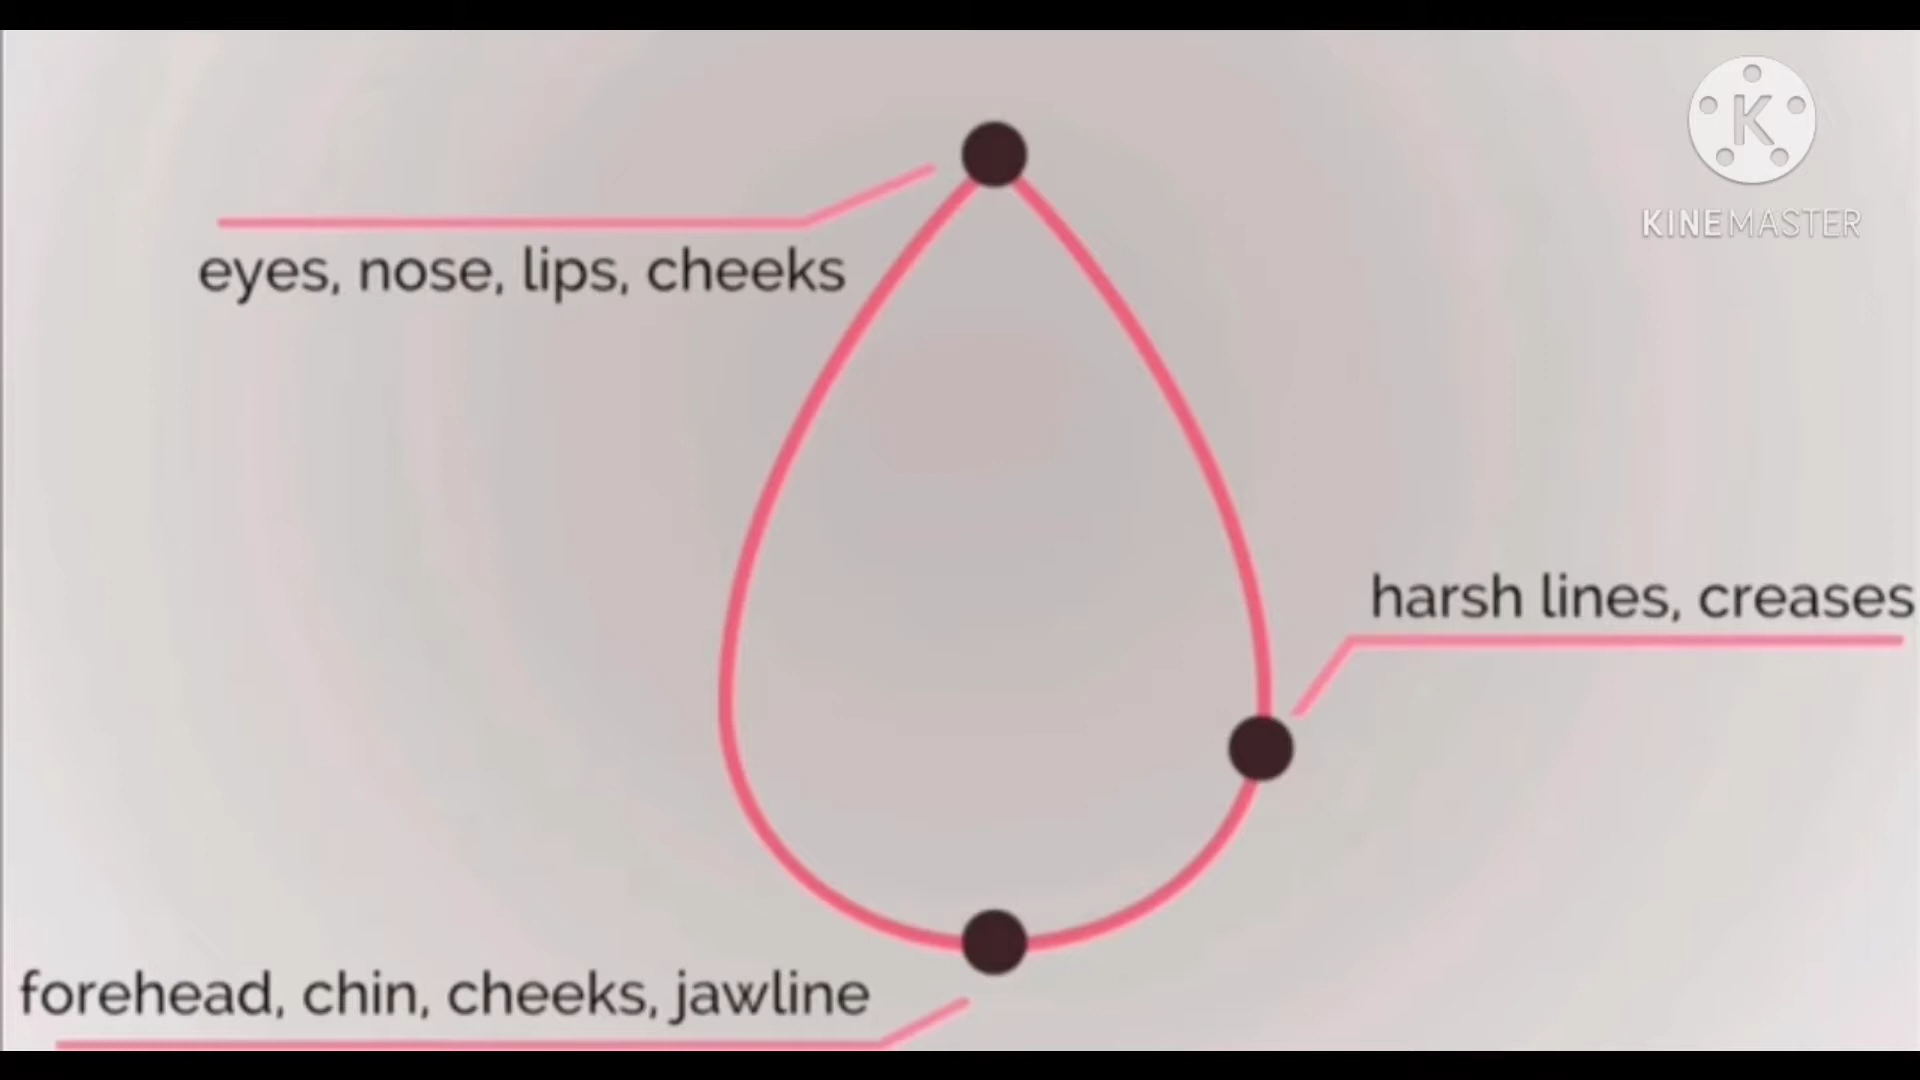 K
KINEMASTER
eyes, nose, lips, cheeks
harsh lines, creases
forehead, chin, cheeks, jawline